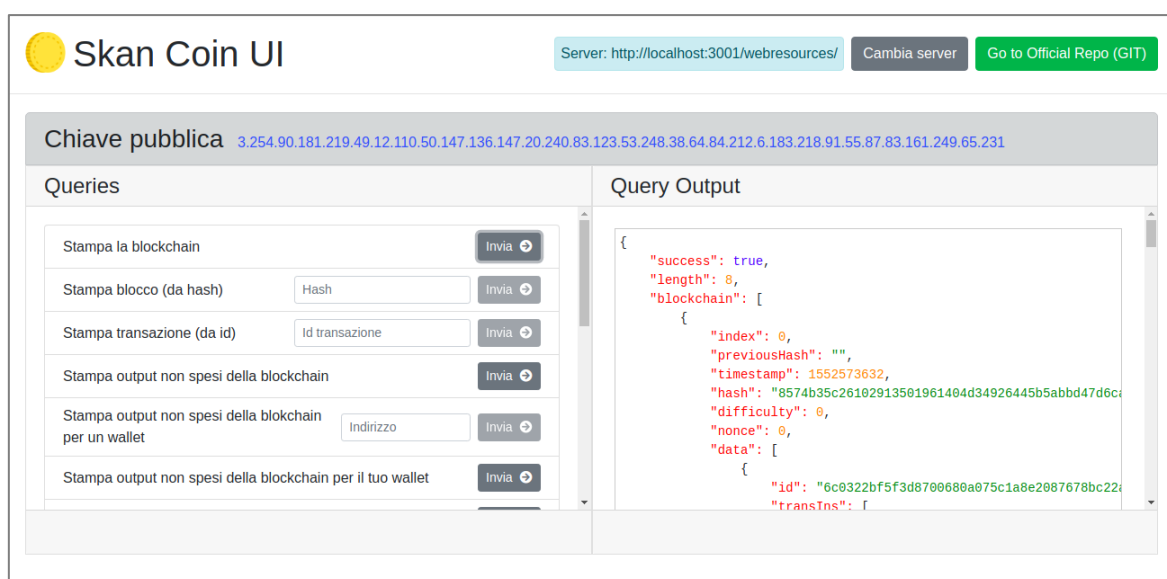 Skan Coin UI
Server: http://localhost:3001/webresources/
Cambia server
Go to Official Repo (GIT)
Chiave pubblica 3.254.90.181.219.49.12.110.50.147.136.147.20.240.83.123.53.248.38.64.84.212.6.183.218.91.55.87.83.161.249.65.231
Queries
Stampa la blockchain Invia
Stampa blocco (da hash) Hash Invia
Stampa transazione (da id) Id transazione Invia
Stampa output non spesi della blockchain Invia
Stampa output non spesi della blokchain
per un wallet Indirizzo Invia
Stampa output non spesi della blockchain per il tuo wallet Invia
Query Output
{
"success": true,
"length": 8,
"blockchain": [
{
"index": 0,
"previousHash": "",
"timestamp": 1552573632,
"hash": "8574b35c26102913501961404d34926445b5abbd47d6ca
"difficulty": 0,
"nonce": 0,
"data": [
{
"id": "6c0322bf5f3d8700680a075c1a8e2087678bc22a
"transIns": [